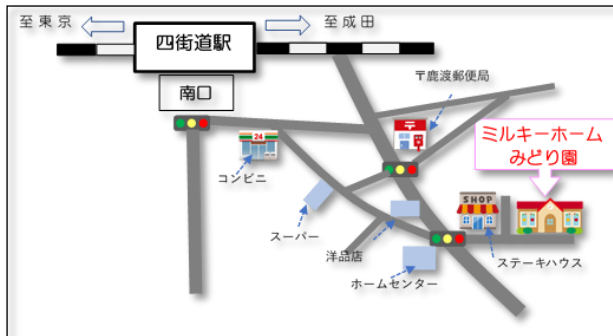 至東京
至成田
四街道駅
南口
〒鹿渡郵便局
〒
24
コンビニ
ミルキーホーム
みどり園
SHOP
スーパー
洋品店
ステーキハウス
ホームセンター